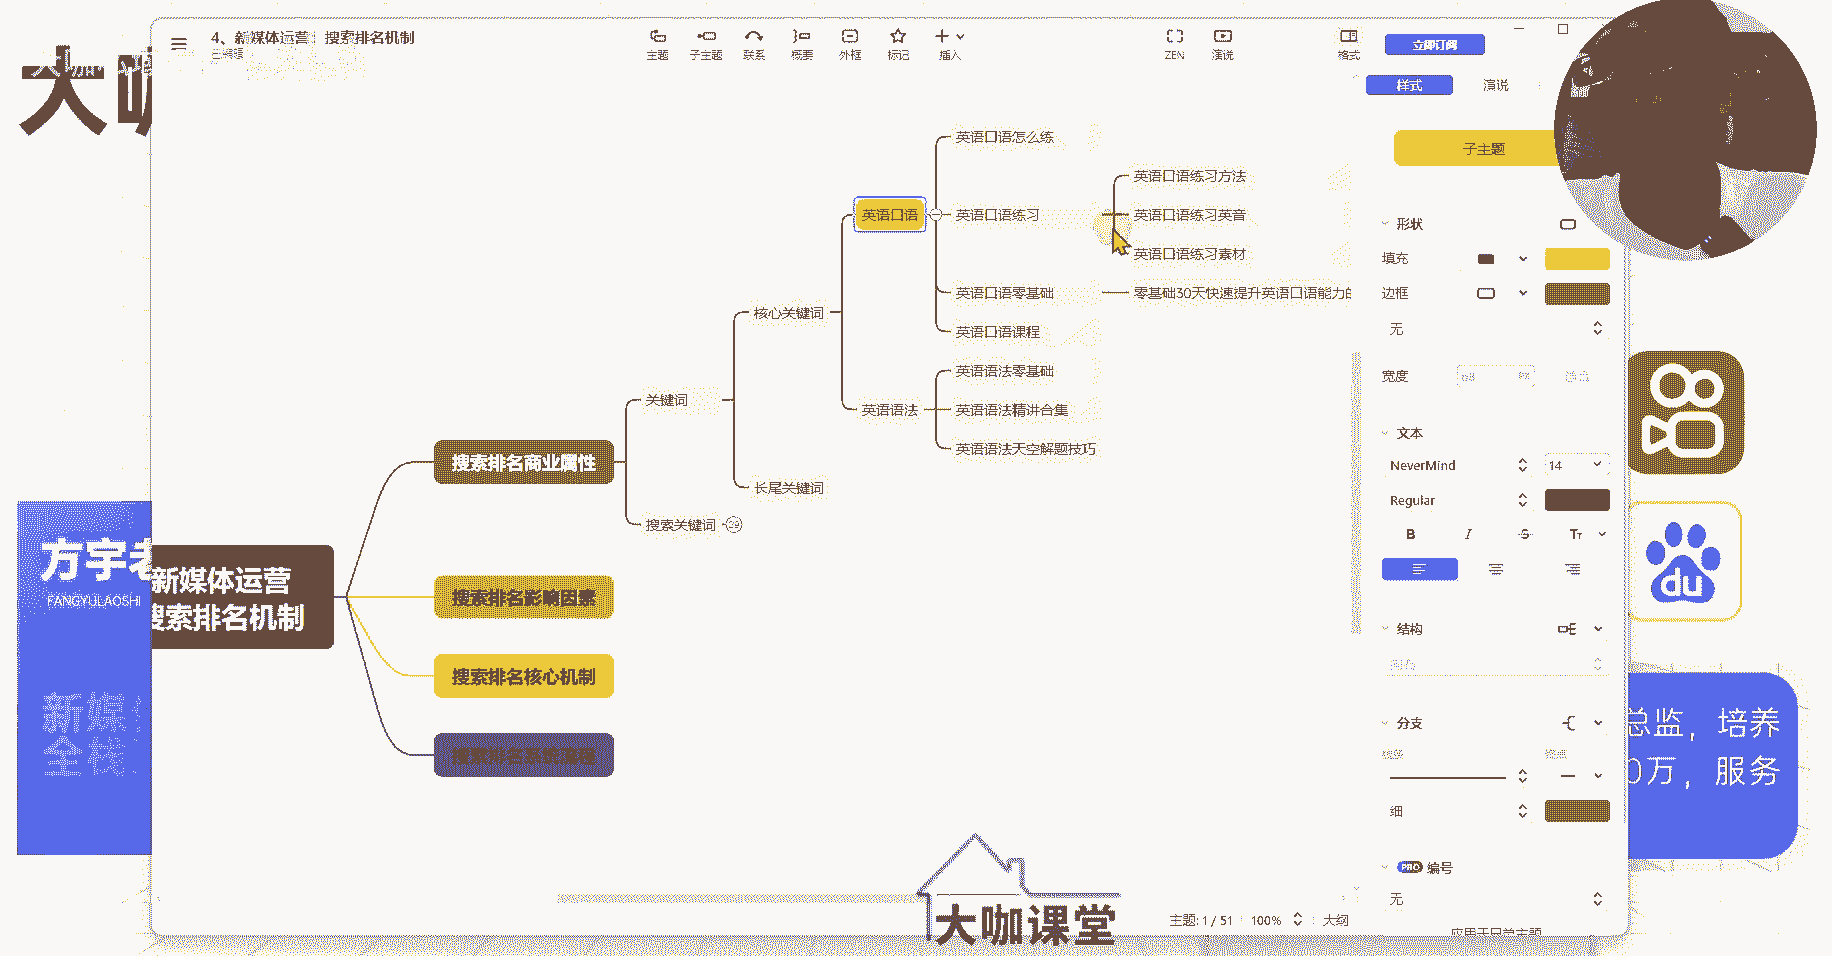 4、新媒体运营：搜索排名机制
已编辑
主题
子主题
联系
概要
外框
标记
插入
ZEN
演说
格式
立即订阅
样式
演说
子主题
形状
填充
边框
无
宽度
文本
NeverMind
14
Regular
B
I
S
Tт
结构
分支
细
PRO 编号
无
新媒体运营
搜索排名机制
搜索排名商业属性
搜索排名影响因素
搜索排名核心机制
关键词
搜索关键词
核心关键词
长尾关键词
英语口语
英语语法
英语口语怎么练
英语口语练习
英语口语练习方法
英语口语练习英音
英语口语练习素材
英语口语零基础
零基础30天快速提升英语口语能力的
英语口语课程
英语语法零基础
英语语法精讲合集
英语语法天空解题技巧
主题: 1 / 51
100%
大纲
大咖课堂
大咖
方宇老
FANGYULAOSHI
新媒体
全栈
du
总监，培养
0万，服务